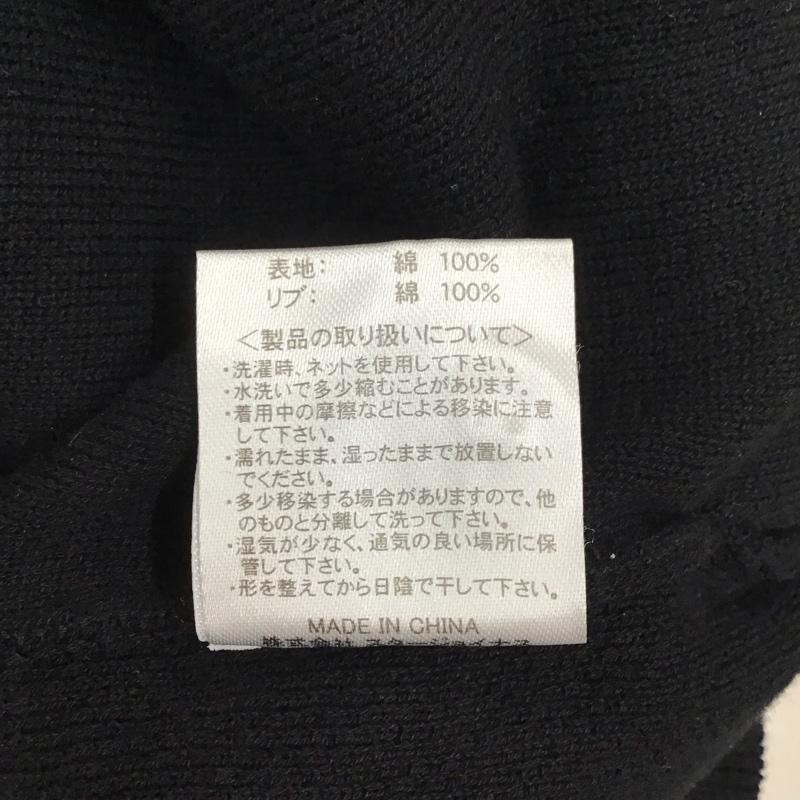 表地： 綿 100%
リブ： 綿 100%
＜製品の取り扱いについて＞
・洗濯時、ネットを使用して下さい。
・水洗いで多少縮むことがあります。
・着用中の摩擦などによる移染に注意
して下さい。
・濡れたまま、湿ったままで放置しない
でください。
・多少移染する場合がありますので、他
のものと分離して洗って下さい。
・湿気が少なく、通気の良い場所に保
管して下さい。
・形を整えてから日陰で干して下さい。
MADE IN CHINA